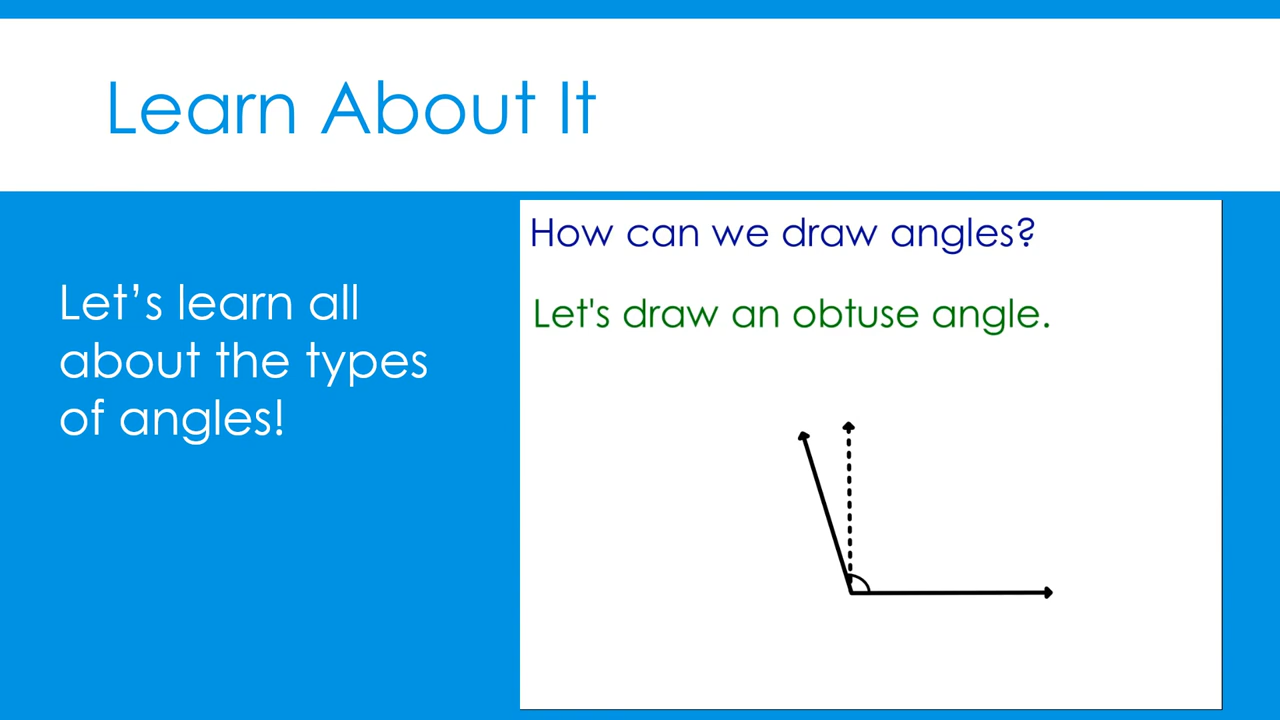 Learn About It
Let’s learn all
about the types
of angles!
How can we draw angles?
Let's draw an obtuse angle.